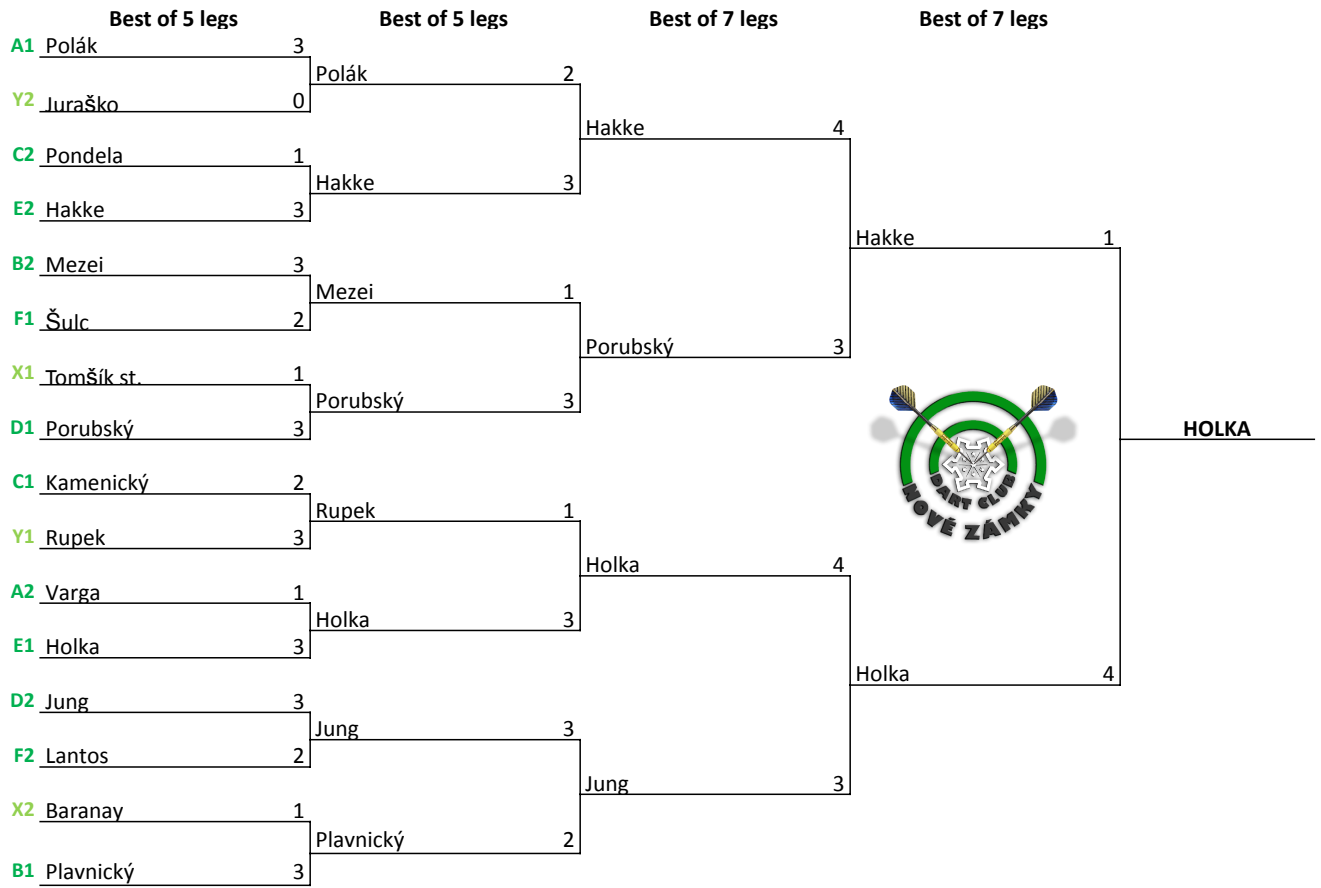 Best of 5 legs Best of 5 legs Best of 7 legs Best of 7 legs
A1 Polák 3
Polák 2
Y2 Juraško 0
Hakke 4
C2 Pondela 1
Hakke 3
E2 Hakke 3
Hakke 1
B2 Mezei 3
Mezei 1
F1 Šulc 2
Porubský 3
X1 Tomšík st. 1
Porubský 3
D1 Porubský 3
HOLKA
C1 Kamenický 2
DART CLUB
NOVÉ ZÁMKY
Rupek 1
Y1 Rupek 3
Holka 4
A2 Varga 1
Holka 3
E1 Holka 3
Holka 4
D2 Jung 3
Jung 3
F2 Lantos 2
Jung 3
X2 Baranay 1
Plavnický 2
B1 Plavnický 3